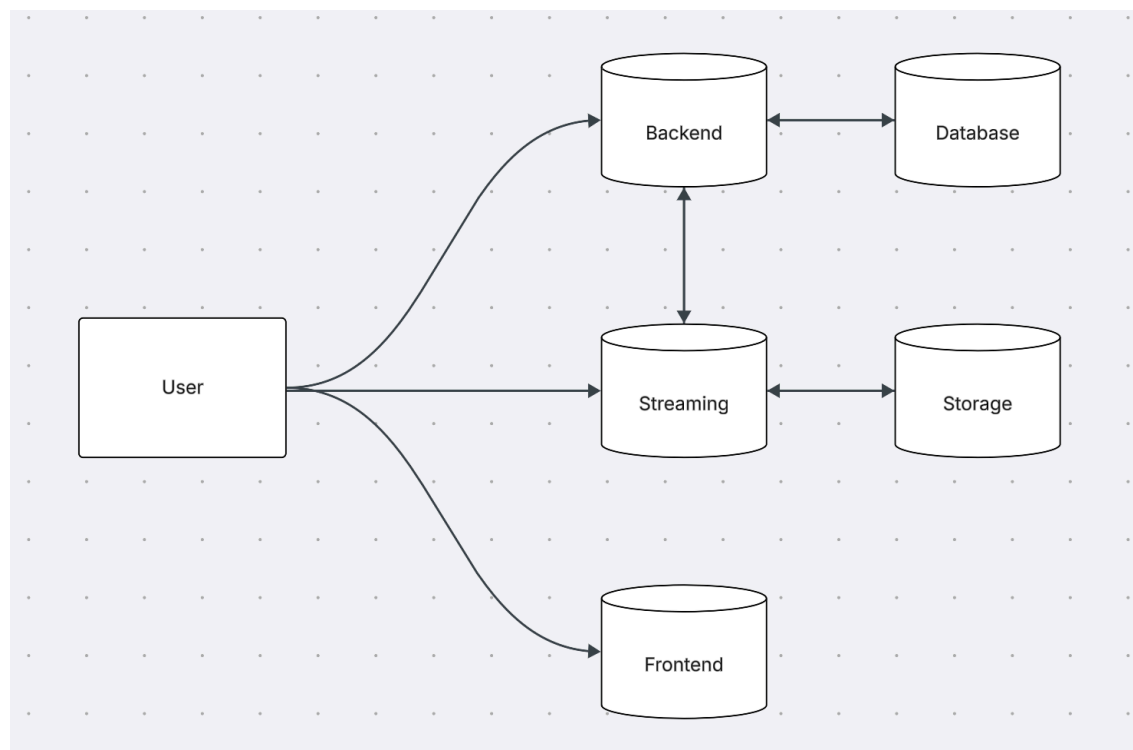 Backend
Database
User
Streaming
Storage
Frontend